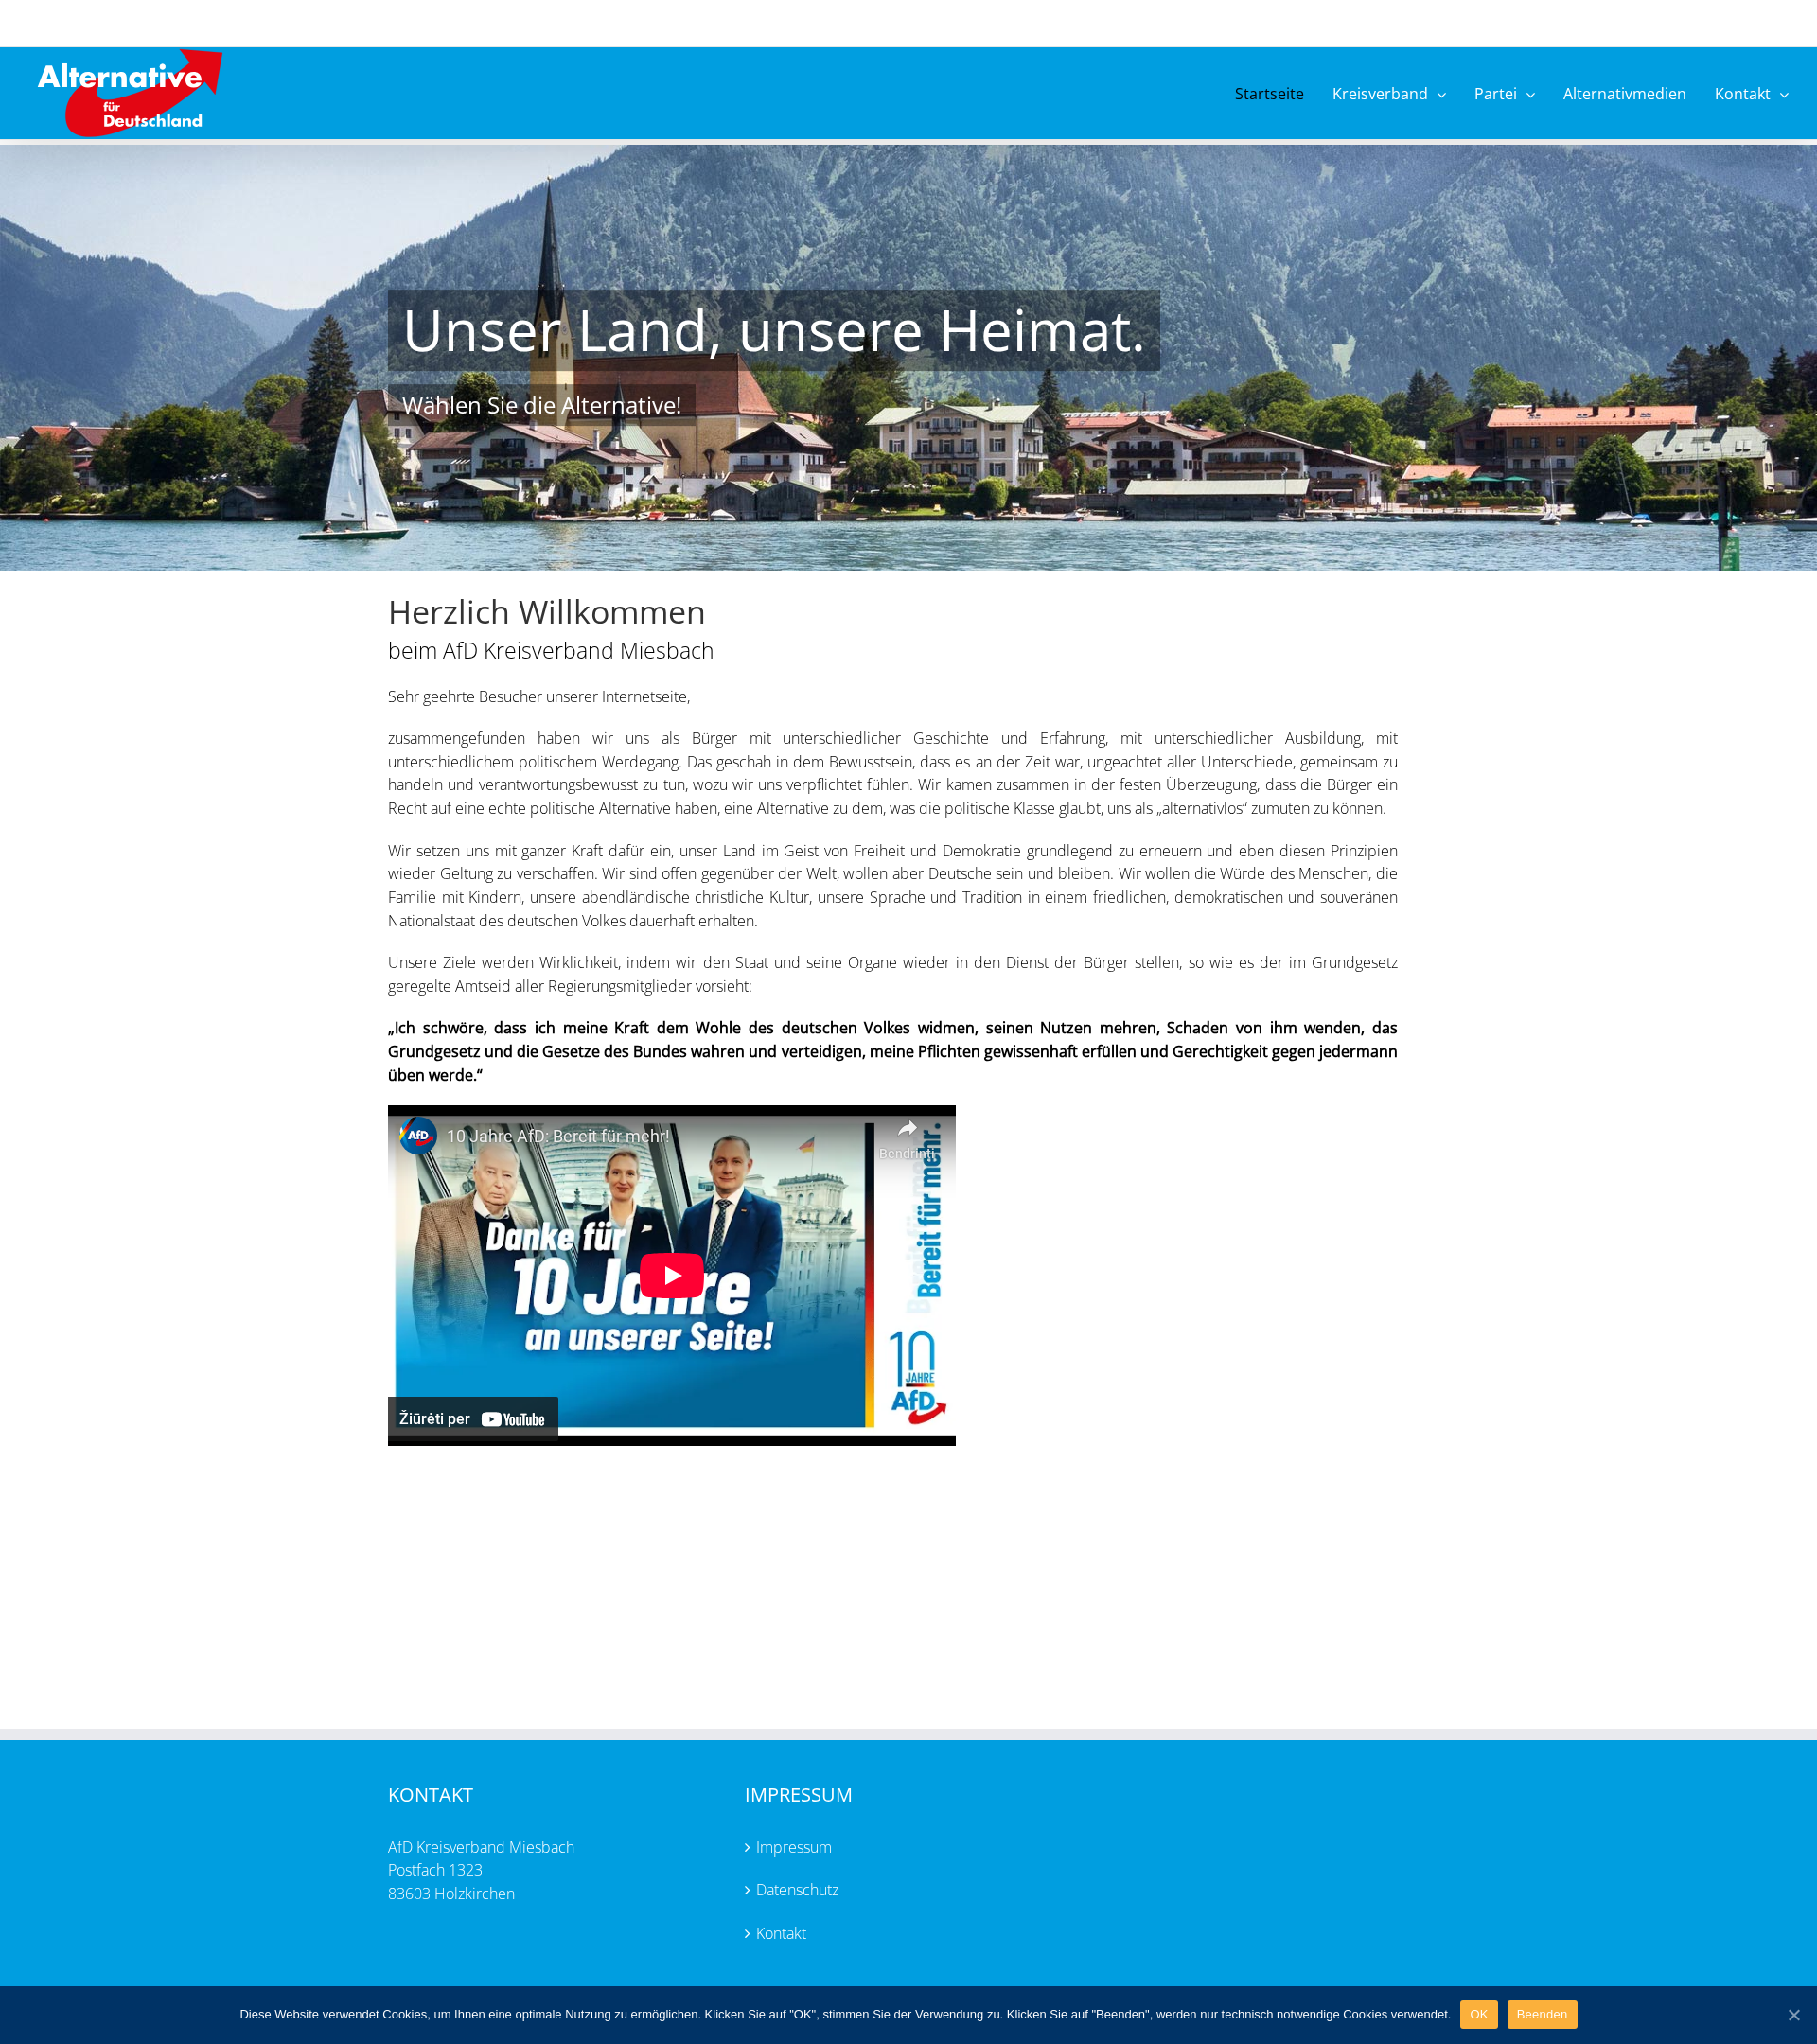 Alternative
für
Deutschland
Startseite Kreisverband Partei Alternativmedien Kontakt
Unser Land, unsere Heimat.
Wählen Sie die Alternative!
Herzlich Willkommen
beim AfD Kreisverband Miesbach
Sehr geehrte Besucher unserer Internetseite,
zusammengefunden haben wir uns als Bürger mit unterschiedlicher Geschichte und Erfahrung, mit unterschiedlicher Ausbildung, mit
unterschiedlichem politischem Werdegang. Das geschah in dem Bewusstsein, dass es an der Zeit war, ungeachtet aller Unterschiede, gemeinsam zu
handeln und verantwortungsbewusst zu tun, wozu wir uns verpflichtet fühlen. Wir kamen zusammen in der festen Überzeugung, dass die Bürger ein
Recht auf eine echte politische Alternative haben, eine Alternative zu dem, was die politische Klasse glaubt, uns als „alternativlos“ zumuten zu können.
Wir setzen uns mit ganzer Kraft dafür ein, unser Land im Geist von Freiheit und Demokratie grundlegend zu erneuern und eben diesen Prinzipien
wieder Geltung zu verschaffen. Wir sind offen gegenüber der Welt, wollen aber Deutsche sein und bleiben. Wir wollen die Würde des Menschen, die
Familie mit Kindern, unsere abendländische christliche Kultur, unsere Sprache und Tradition in einem friedlichen, demokratischen und souveränen
Nationalstaat des deutschen Volkes dauerhaft erhalten.
Unsere Ziele werden Wirklichkeit, indem wir den Staat und seine Organe wieder in den Dienst der Bürger stellen, so wie es der im Grundgesetz
geregelte Amtseid aller Regierungsmitglieder vorsieht:
„Ich schwöre, dass ich meine Kraft dem Wohle des deutschen Volkes widmen, seinen Nutzen mehren, Schaden von ihm wenden, das
Grundgesetz und die Gesetze des Bundes wahren und verteidigen, meine Pflichten gewissenhaft erfüllen und Gerechtigkeit gegen jedermann
üben werde.“
AfD
10 Jahre AfD: Bereit für mehr!
Bendrinti
Danke für
10 Jahre
an unserer Seite!
Bereit für mehr.
10
JAHRE
AfD
Žiūrėti per YouTube
KONTAKT
AfD Kreisverband Miesbach
Postfach 1323
83603 Holzkirchen
IMPRESSUM
Impressum
Datenschutz
Kontakt
Diese Website verwendet Cookies, um Ihnen eine optimale Nutzung zu ermöglichen. Klicken Sie auf "OK", stimmen Sie der Verwendung zu. Klicken Sie auf "Beenden", werden nur technisch notwendige Cookies verwendet. OK Beenden